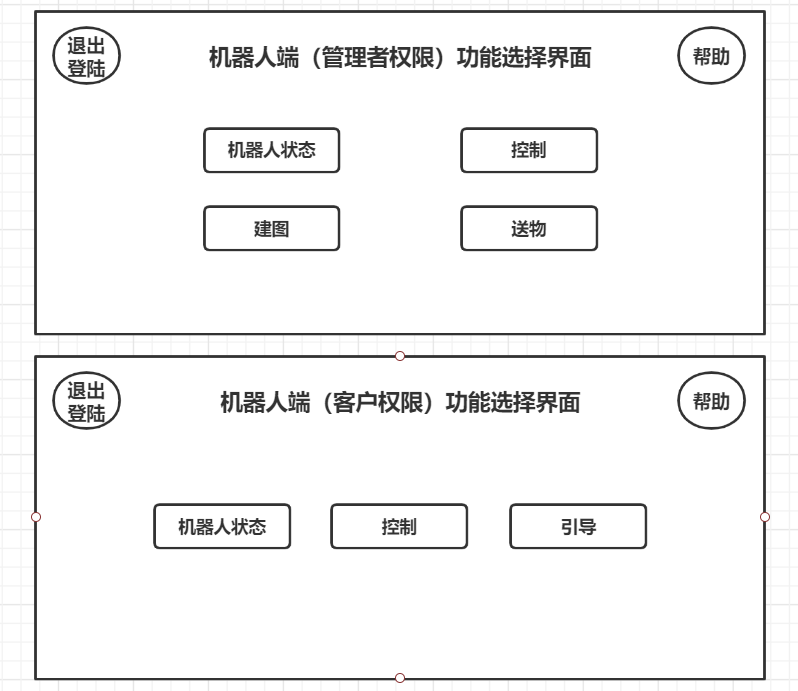 退出
登陆
机器人端（管理者权限）功能选择界面
帮助
机器人状态
控制
建图
送物
退出
登陆
机器人端（客户权限）功能选择界面
帮助
机器人状态
控制
引导